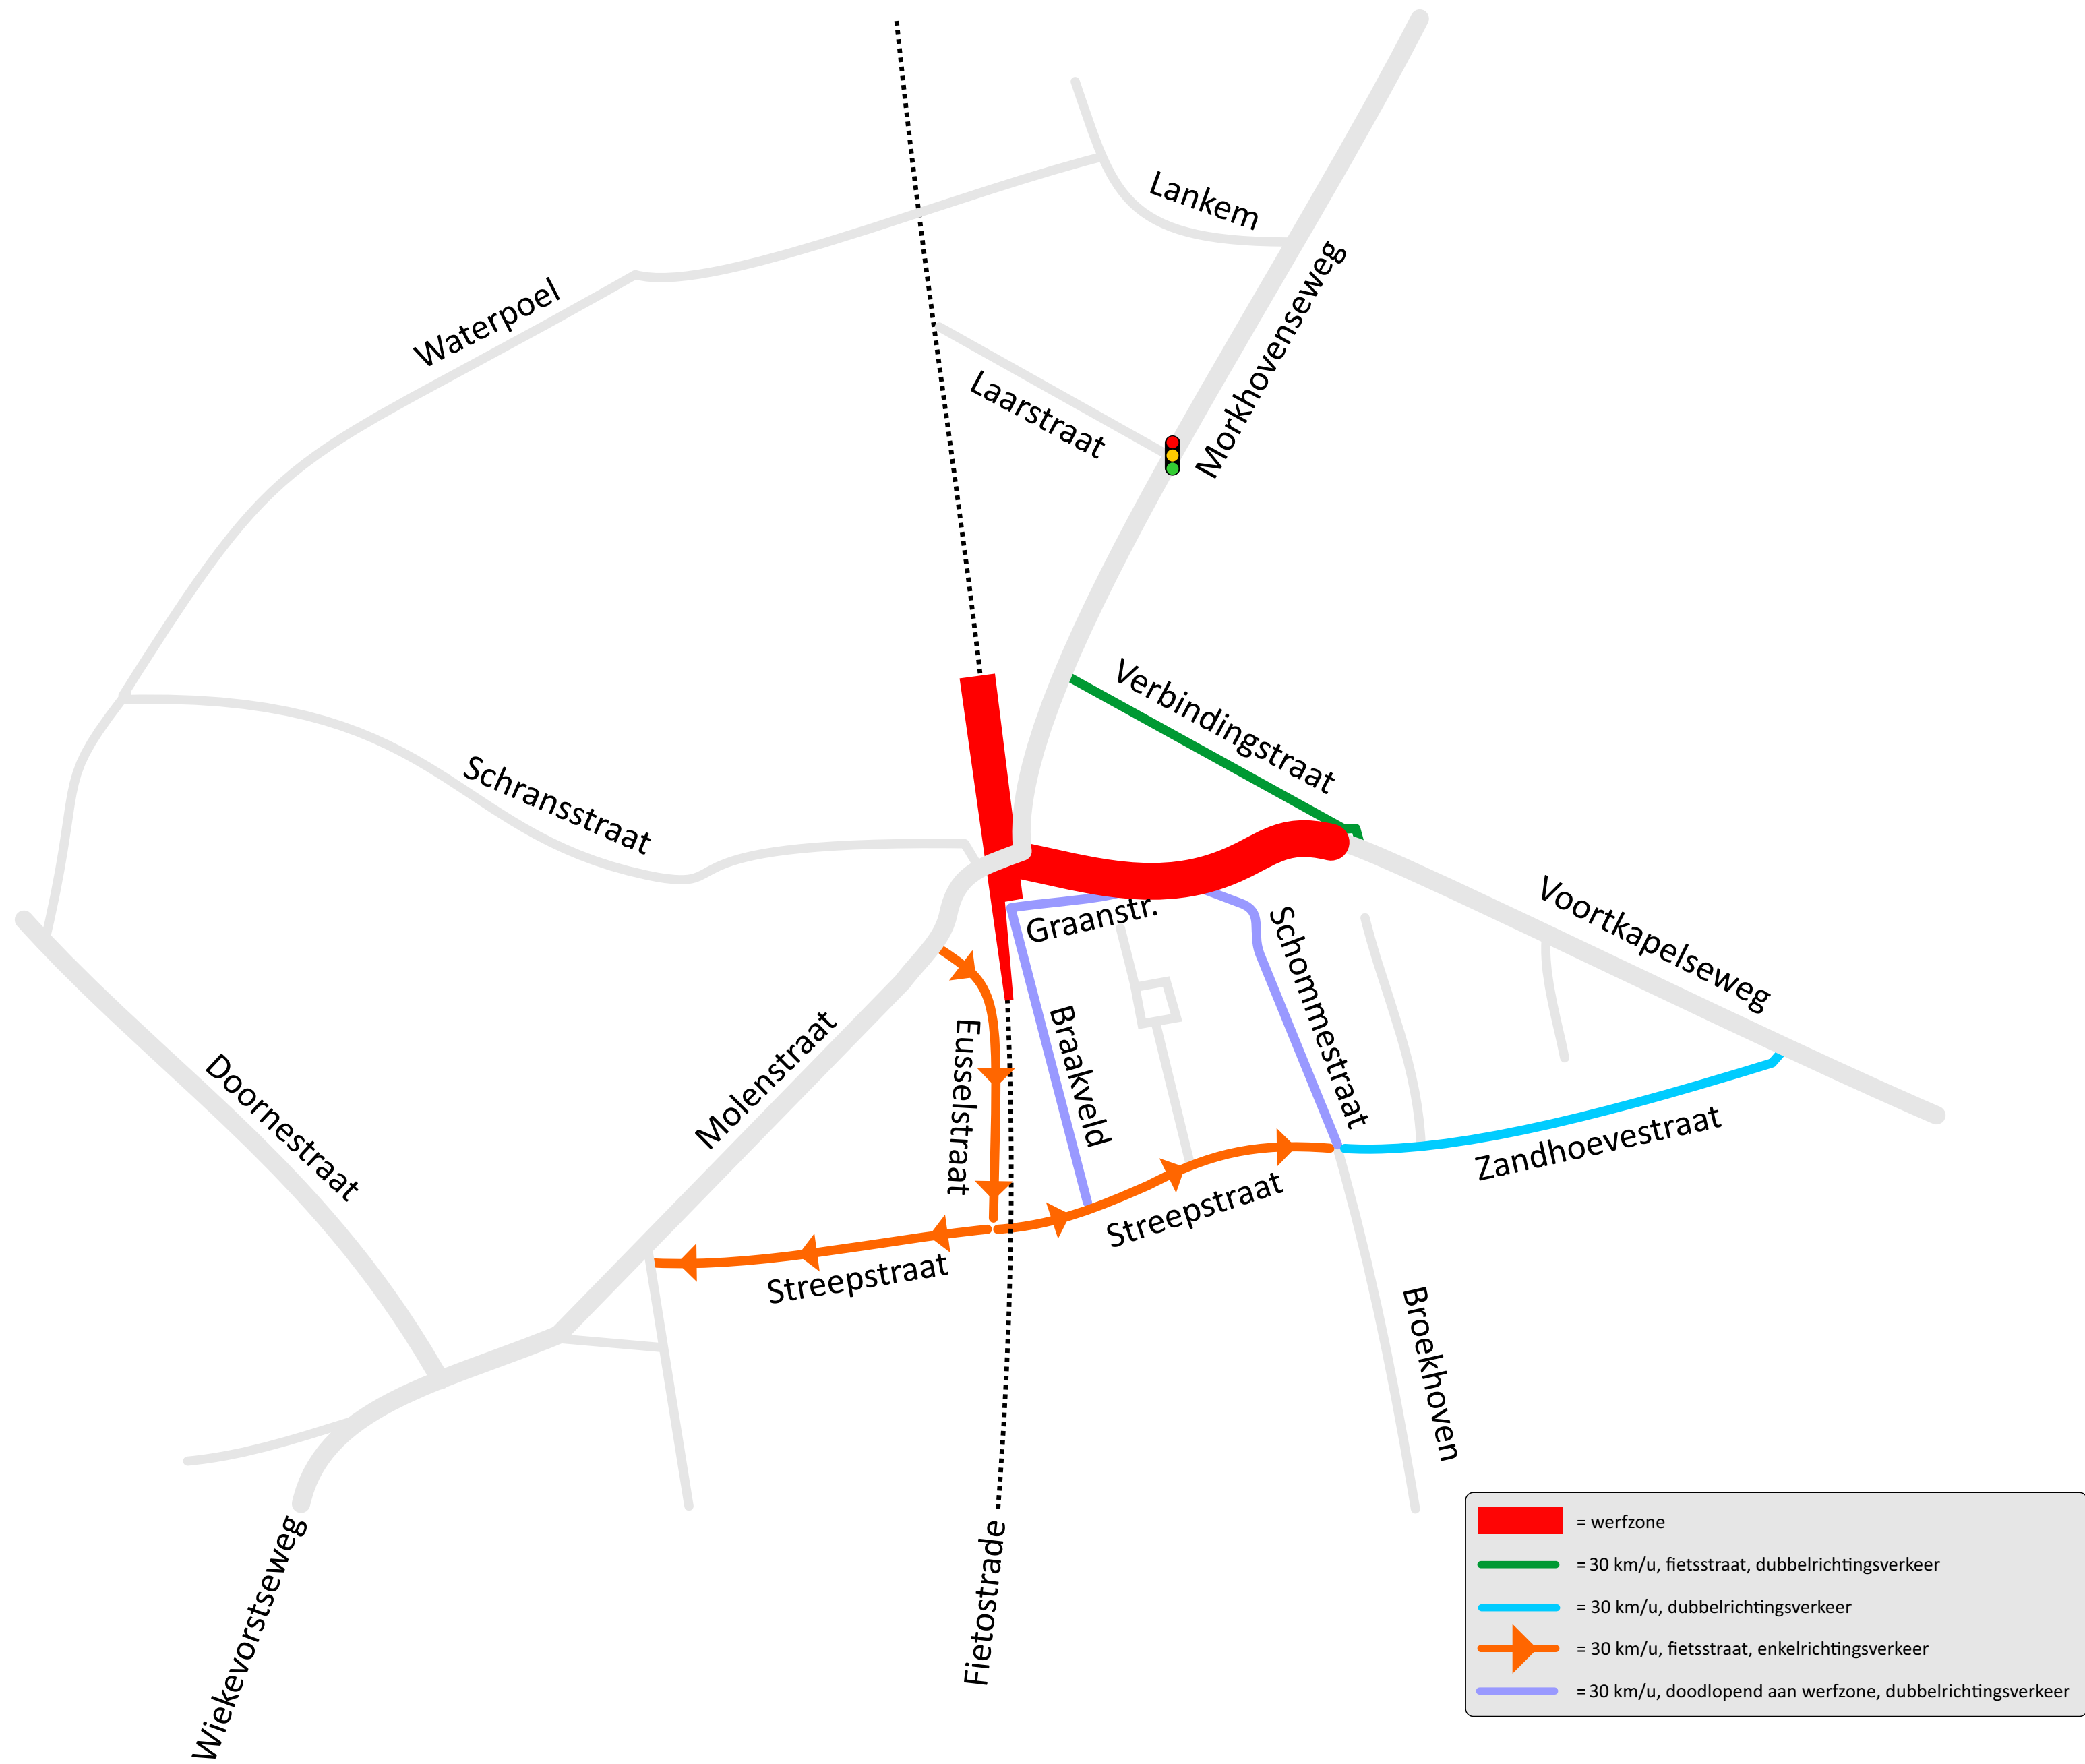 Lankem
Morkhovenseweg
Waterpoel
Laarstraat
Verbindingstraat
Schransstraat
Voortkapelseweg
Graanstr.
Schommestraat
Braakveld
Eusselstraat
Molenstraat
Doornestraat
Zandhoevestraat
Streepstraat
Streepstraat
Broekhoven
Wiekevorstseweg
Fietostrade
= werfzone
= 30 km/u, fietsstraat, dubbelrichtingsverkeer
= 30 km/u, dubbelrichtingsverkeer
= 30 km/u, fietsstraat, enkelrichtingsverkeer
= 30 km/u, doodlopend aan werfzone, dubbelrichtingsverkeer